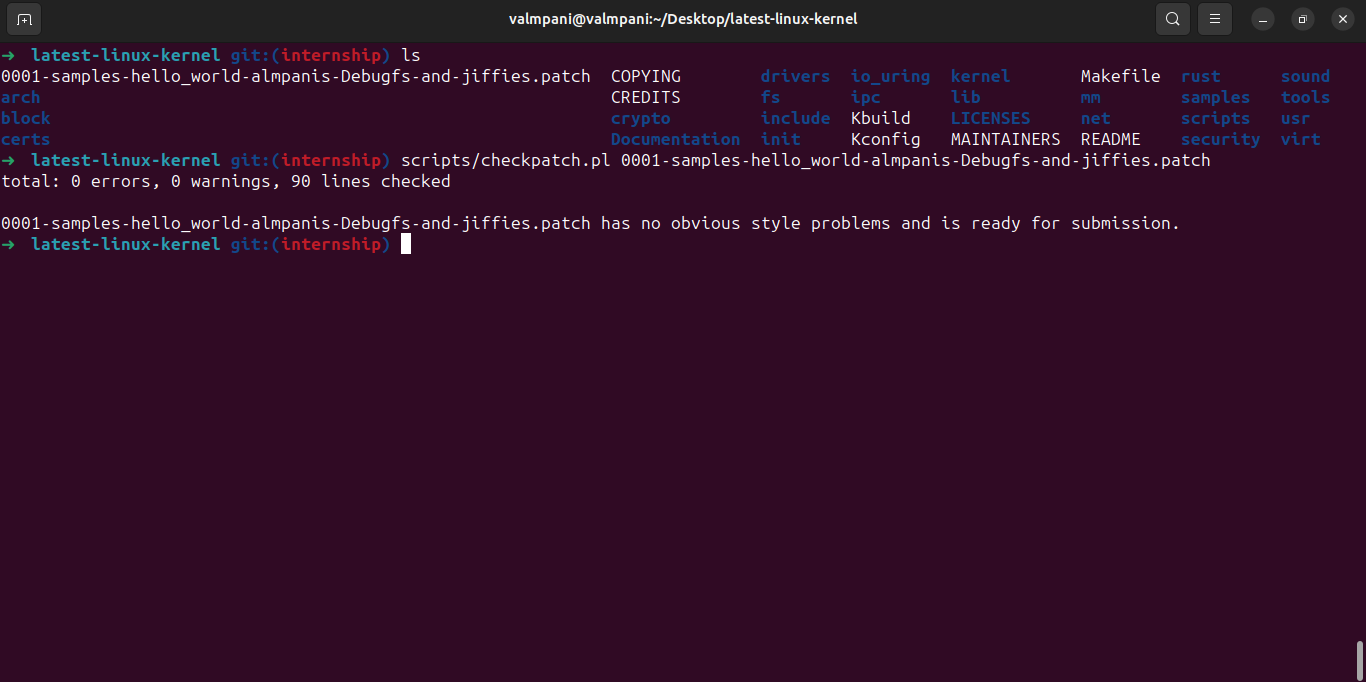 valmpani@valmpani:~/Desktop/latest-linux-kernel
➜  latest-linux-kernel git:(internship) ls
0001-samples-hello_world-almpanis-Debugfs-and-jiffies.patch  COPYING        drivers  io_uring  kernel       Makefile  rust      sound
arch                                                         CREDITS        fs       ipc       lib          mm        samples   tools
block                                                        crypto         include  Kbuild    LICENSES     net       scripts   usr
certs                                                        Documentation  init     Kconfig   MAINTAINERS  README    security  virt
➜  latest-linux-kernel git:(internship) scripts/checkpatch.pl 0001-samples-hello_world-almpanis-Debugfs-and-jiffies.patch
total: 0 errors, 0 warnings, 90 lines checked
0001-samples-hello_world-almpanis-Debugfs-and-jiffies.patch has no obvious style problems and is ready for submission.
➜  latest-linux-kernel git:(internship)